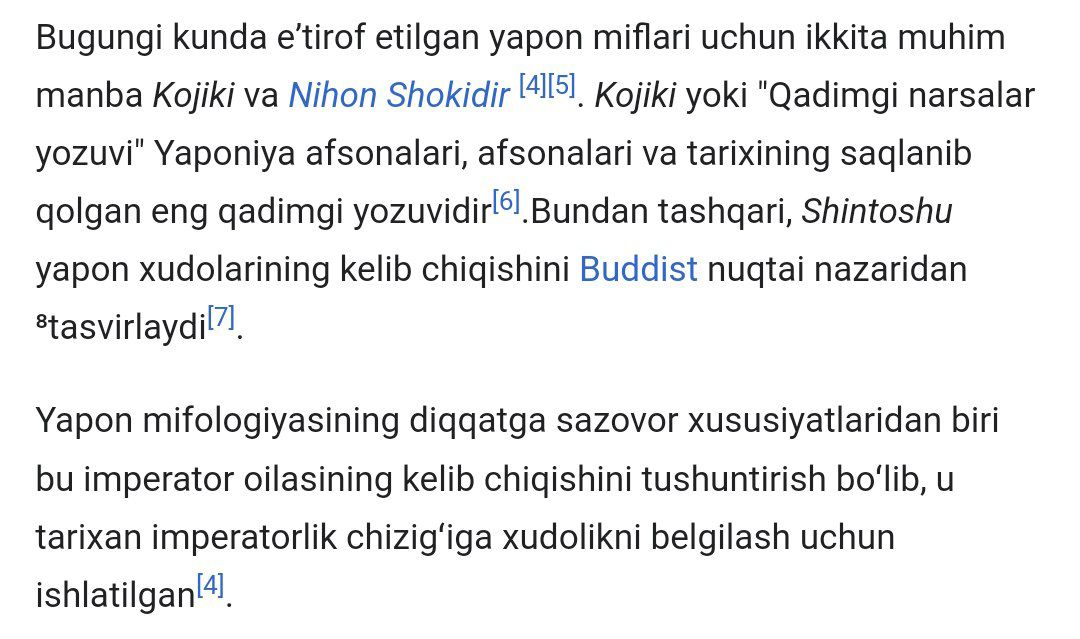 Bugungi kunda eʼtirof etilgan yapon miflari uchun ikkita muhim
manba Kojiki va Nihon Shokidir [4][5]. Kojiki yoki "Qadimgi narsalar
yozuvi" Yaponiya afsonalari, afsonalari va tarixining saqlanib
qolgan eng qadimgi yozuvidir[6].Bundan tashqari, Shintoshu
yapon xudolarining kelib chiqishini Buddist nuqtai nazaridan
⁸tasvirlaydi[7].
Yapon mifologiyasining diqqatga sazovor xususiyatlaridan biri
bu imperator oilasining kelib chiqishini tushuntirish boʻlib, u
tarixan imperatorlik chizigʻiga xudolikni belgilash uchun
ishlatilgan[4].